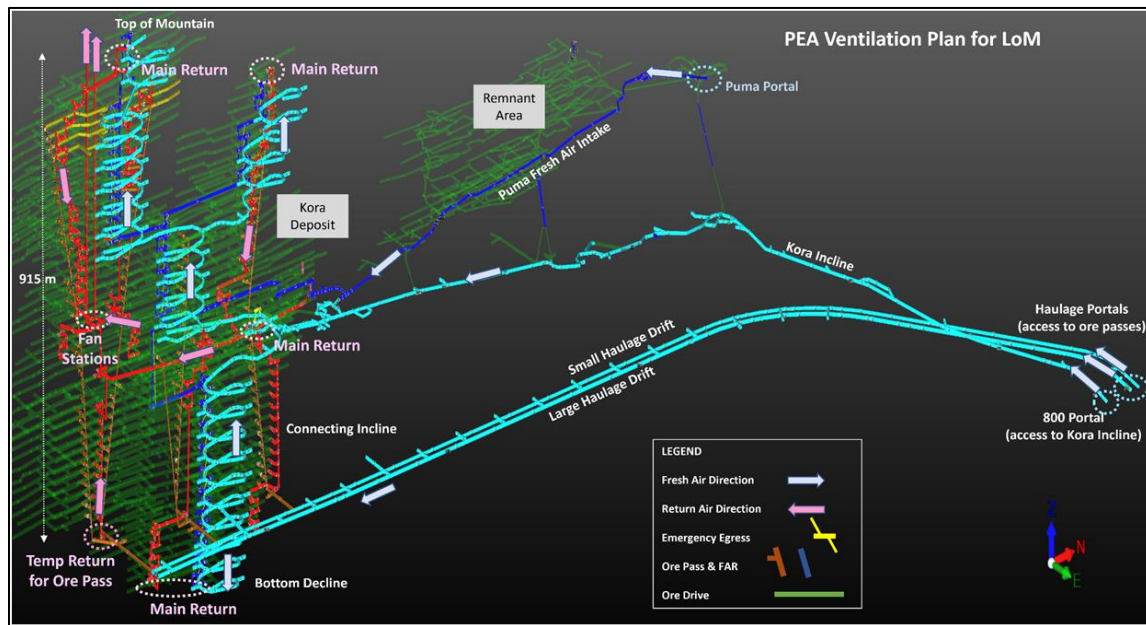 PEA Ventilation Plan for LoM
Top of Mountain
Main Return
Main Return
Puma Portal
Remnant
Area
Puma Fresh Air Intake
Kora
Deposit
915 m
Kora Incline
Haulage Portals
(access to ore passes)
Fan
Stations
Main Return
Small Haulage Drift
Large Haulage Drift
800 Portal
(access to Kora Incline)
Connecting Incline
LEGEND
Fresh Air Direction
Return Air Direction
Emergency Egress
Ore Pass & FAR
Ore Drive
Temp Return
for Ore Pass
Bottom Decline
Main Return
Z
N
E